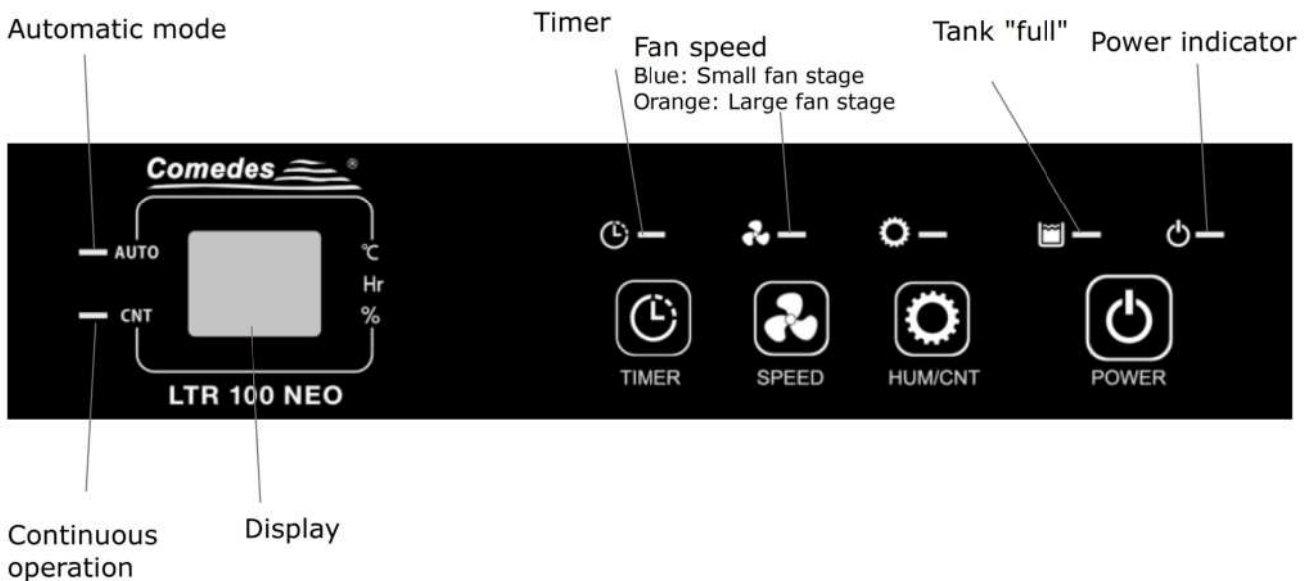 Automatic mode
Timer
Fan speed
Blue: Small fan stage
Orange: Large fan stage
Tank "full"
Power indicator
Comedes ®
AUTO
°C
Hr
CNT
%
LTR 100 NEO
TIMER
SPEED
HUM/CNT
POWER
Continuous
operation
Display